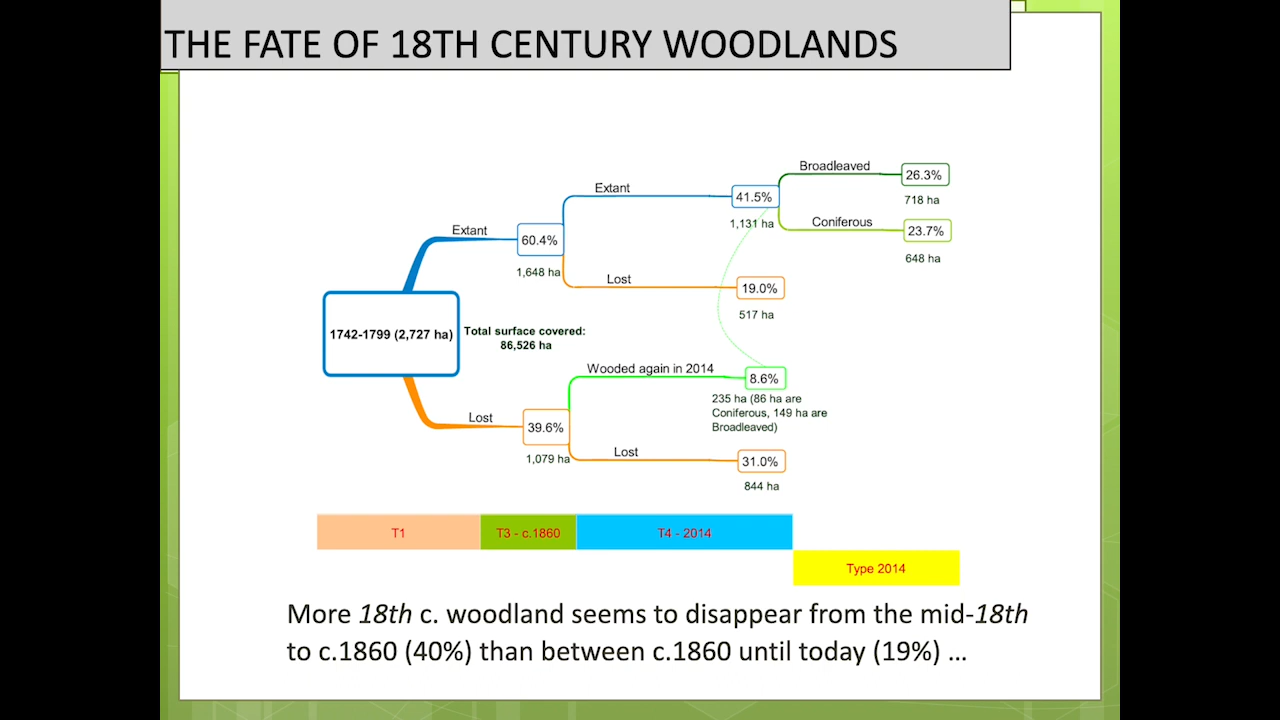 THE FATE OF 18TH CENTURY WOODLANDS
Broadleaved
26.3%
718 ha
Extant
41.5%
1,131 ha
Coniferous
23.7%
648 ha
Extant
60.4%
1,648 ha
Lost
19.0%
517 ha
1742-1799 (2,727 ha)
Total surface covered:
86,526 ha
Wooded again in 2014
8.6%
235 ha (86 ha are
Coniferous, 149 ha are
Broadleaved)
Lost
39.6%
1,079 ha
Lost
31.0%
844 ha
T1
T3 - c.1860
T4 - 2014
Type 2014
More 18th c. woodland seems to disappear from the mid-18th
to c.1860 (40%) than between c.1860 until today (19%) ...